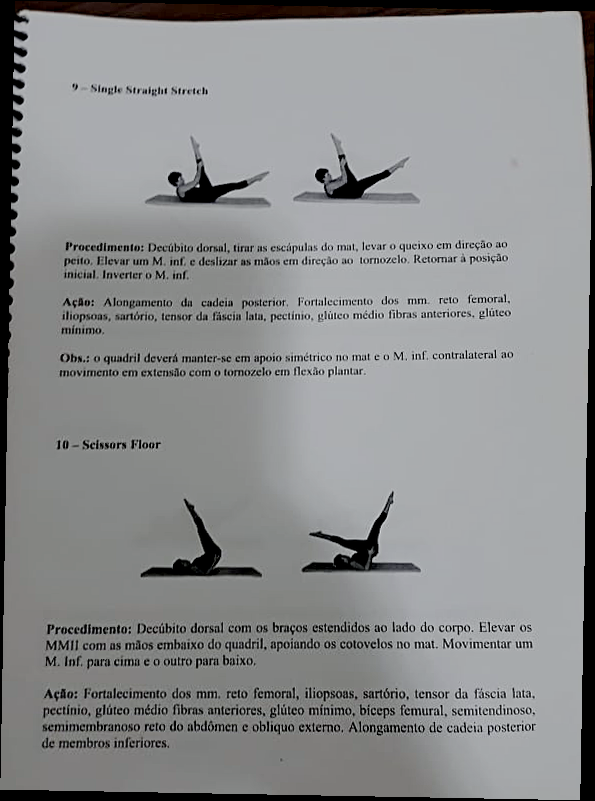 9 – Single Straight Stretch
Procedimento: Decúbito dorsal, tirar as escápulas do mat, levar o queixo em direção ao
peito. Elevar um M. inf. e deslizar as mãos em direção ao tornozelo. Retornar à posição
inicial. Inverter o M. inf.
Ação: Alongamento da cadeia posterior. Fortalecimento dos mm. reto femoral,
iliopsoas, sartório, tensor da fáscia lata, pectínio, glúteo médio fibras anteriores, glúteo
mínimo.
Obs.: o quadril deverá manter-se em apoio simétrico no mat e o M. inf. contralateral ao
movimento em extensão com o tornozelo em flexão plantar.
10 – Scissors Floor
Procedimento: Decúbito dorsal com os braços estendidos ao lado do corpo. Elevar os
MMII com as mãos embaixo do quadril, apoiando os cotovelos no mat. Movimentar um
M. Inf. para cima e o outro para baixo.
Ação: Fortalecimento dos mm. reto femoral, iliopsoas, sartório, tensor da fáscia lata,
pectínio, glúteo médio fibras anteriores, glúteo mínimo, bíceps femural, semitendinoso,
semimembranoso reto do abdômen e obliquo externo. Alongamento de cadeia posterior
de membros inferiores.